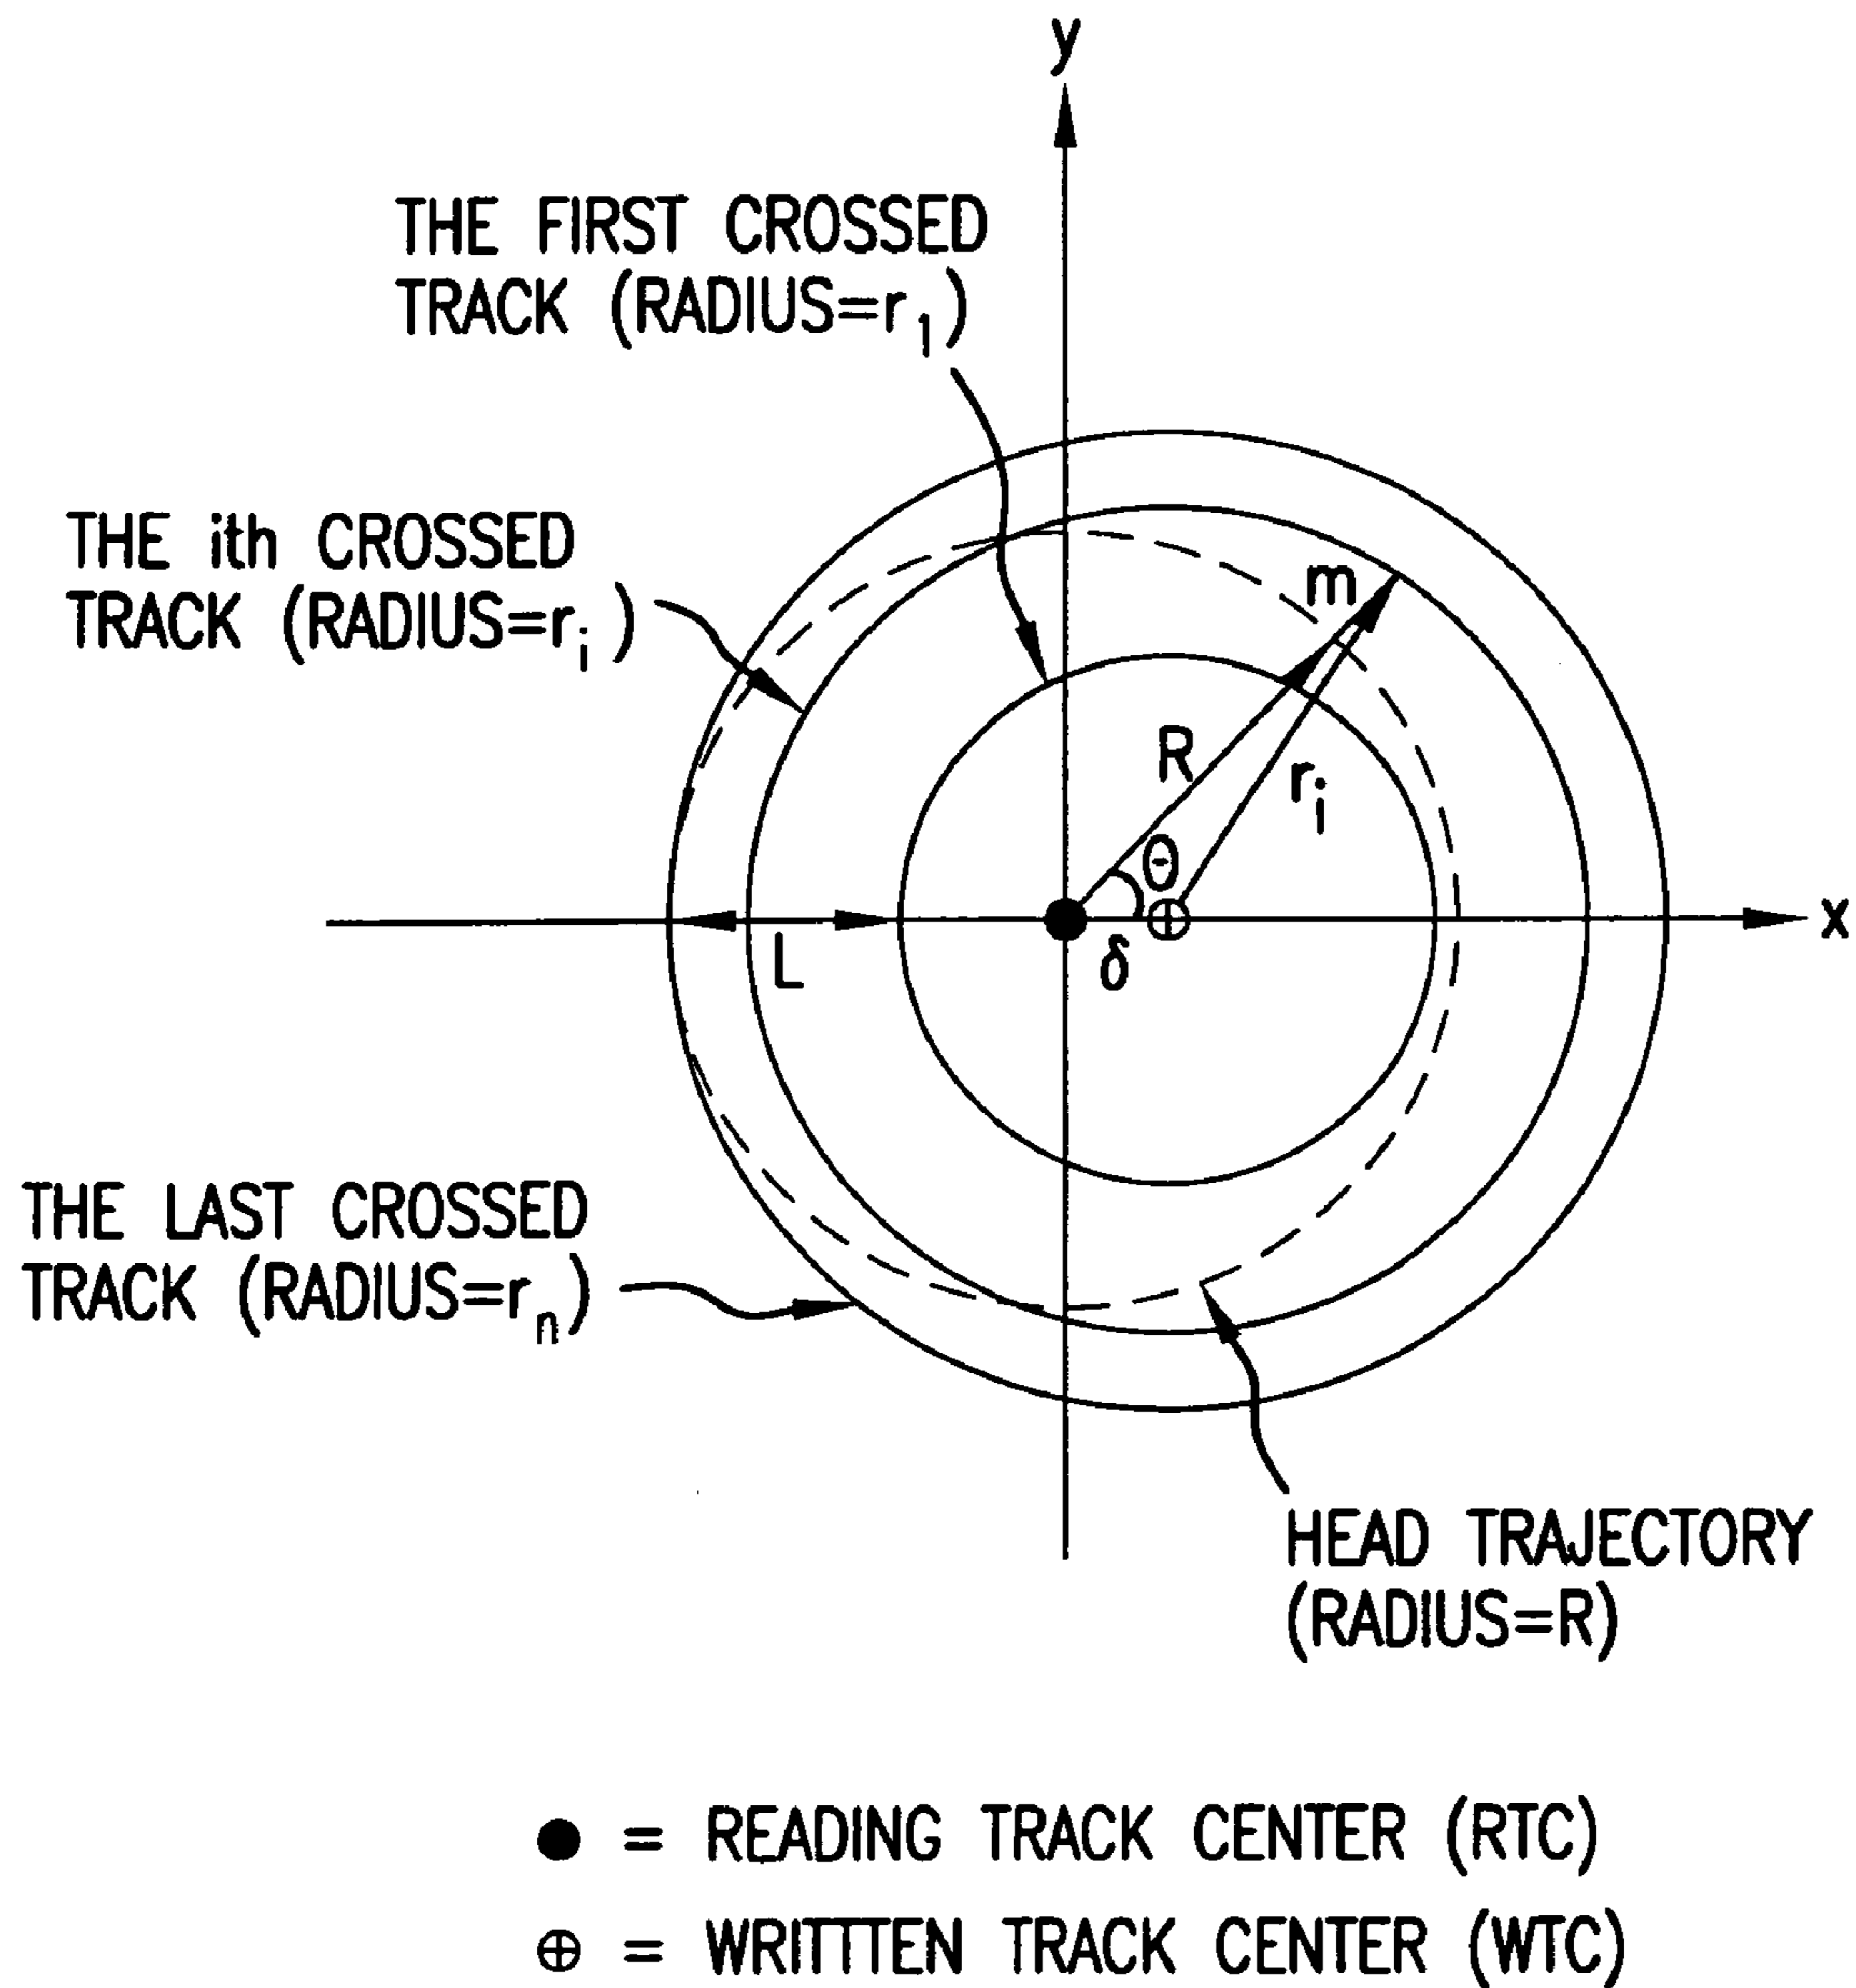 y
THE FIRST CROSSED
TRACK (RADIUS=r1)
THE ith CROSSED
TRACK (RADIUS=ri)
m
R
ri
θ
x
L
δ
THE LAST CROSSED
TRACK (RADIUS=rn)
HEAD TRAJECTORY
(RADIUS=R)
= READING TRACK CENTER (RTC)
⊕ = WRITTTEN TRACK CENTER (WTC)